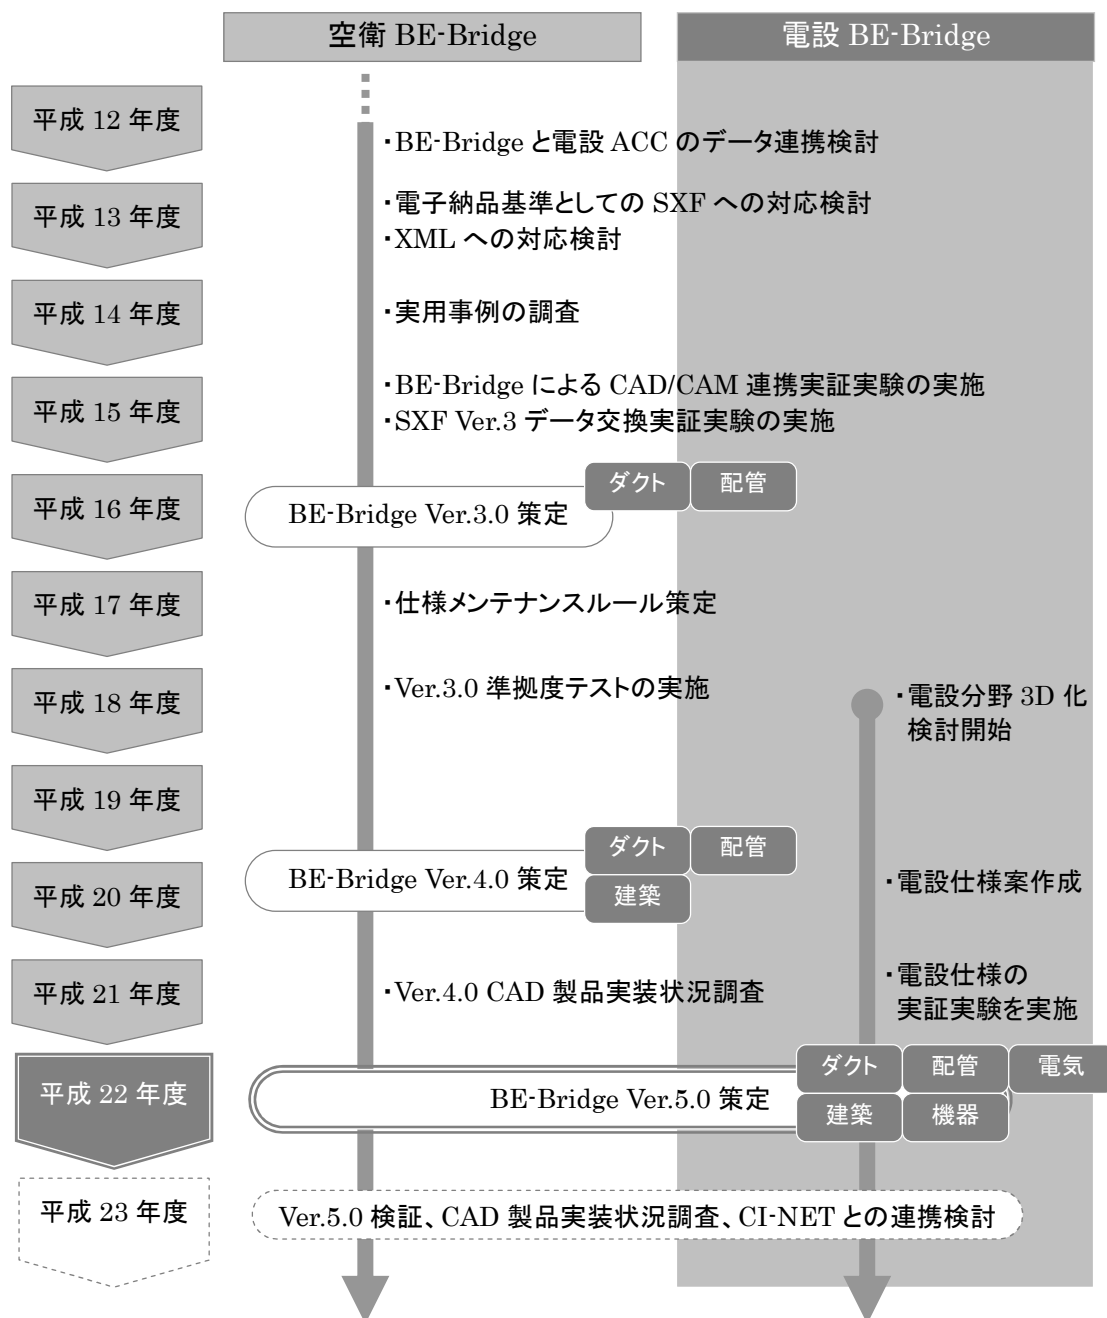 空衛 BE-Bridge
電設 BE-Bridge
平成 12 年度
・BE-Bridge と電設 ACC のデータ連携検討
平成 13 年度
・電子納品基準としての SXF への対応検討
・XML への対応検討
平成 14 年度
・実用事例の調査
平成 15 年度
・BE-Bridge による CAD/CAM 連携実証実験の実施
・SXF Ver.3 データ交換実証実験の実施
平成 16 年度
BE-Bridge Ver.3.0 策定
ダクト
配管
平成 17 年度
・仕様メンテナンスルール策定
平成 18 年度
・Ver.3.0 準拠度テストの実施
・電設分野 3D 化
検討開始
平成 19 年度
平成 20 年度
BE-Bridge Ver.4.0 策定
ダクト
配管
建築
・電設仕様案作成
平成 21 年度
・Ver.4.0 CAD 製品実装状況調査
・電設仕様の
実証実験を実施
平成 22 年度
BE-Bridge Ver.5.0 策定
ダクト
配管
電気
建築
機器
平成 23 年度
Ver.5.0 検証、CAD 製品実装状況調査、CI-NET との連携検討